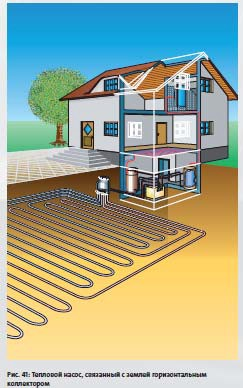 Рис. 41: Тепловой насос, связанный с землей горизонтальным
коллектором